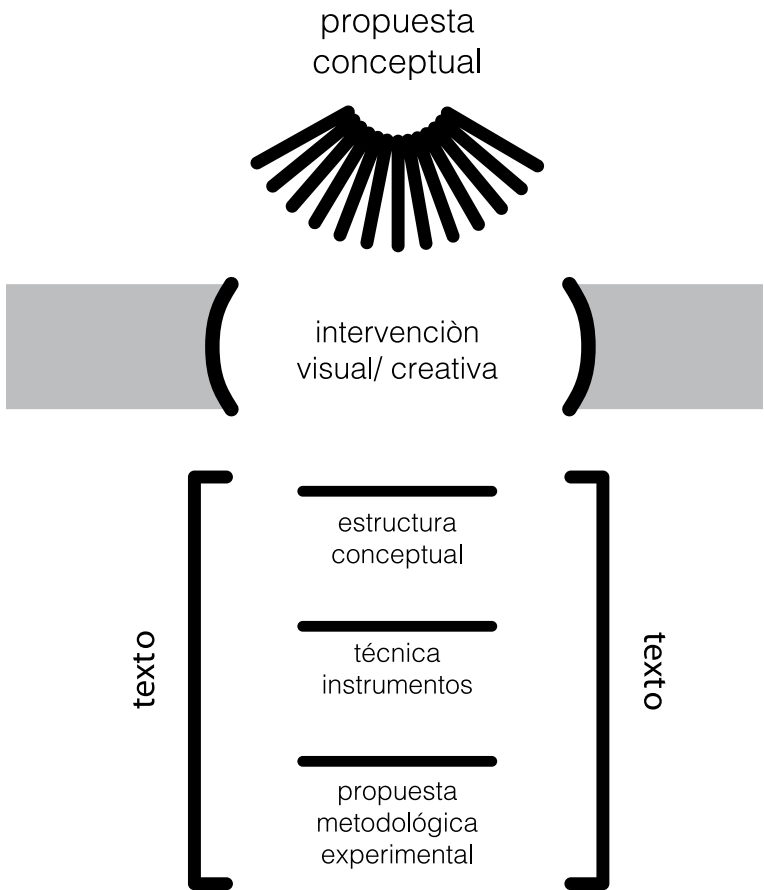 propuesta
conceptual
intervenciòn
visual/ creativa
estructura
conceptual
texto
texto
técnica
instrumentos
propuesta
metodológica
experimental